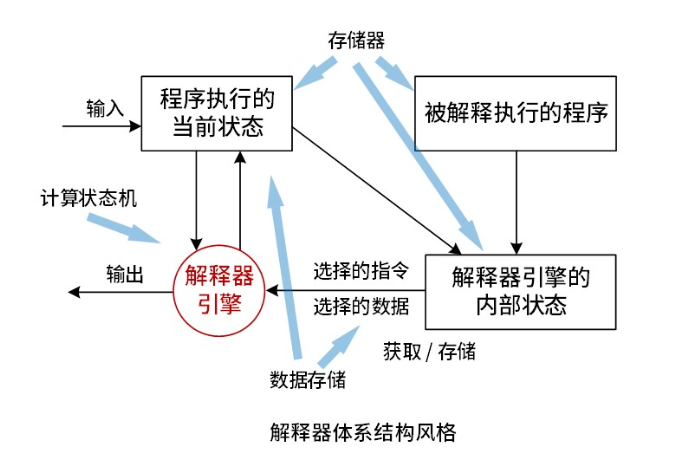 存储器
输入
程序执行的
当前状态
被解释执行的程序
计算状态机
输出
解释器
引擎
选择的指令
选择的数据
解释器引擎的
内部状态
获取 / 存储
数据存储
解释器体系结构风格